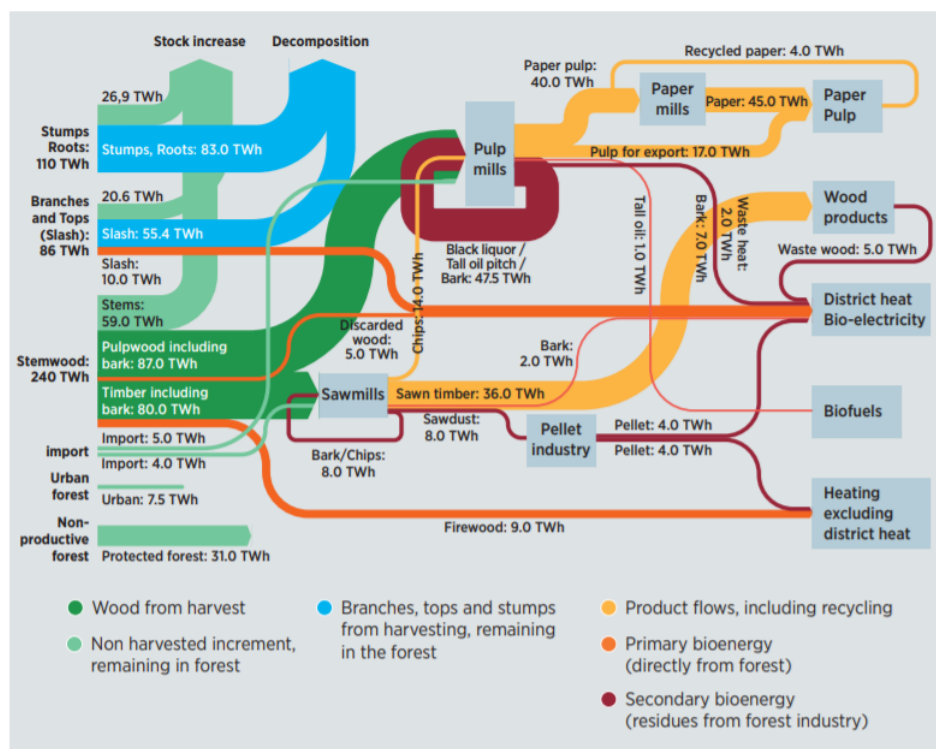 Stock increase
Decomposition
Recycled paper: 4.0 TWh
Paper pulp:
40.0 TWh
26,9 TWh
Paper
mills
Paper: 45.0 TWh
Paper
Pulp
Stumps
Roots:
110 TWh
Stumps, Roots: 83.0 TWh
Pulp
mills
Pulp for export: 17.0 TWh
20.6 TWh
Branches
and Tops
(Slash):
86 TWh
Slash: 55.4 TWh
Slash:
10.0 TWh
Black liquor /
Tall oil pitch /
Bark: 47.5 TWh
Tall oil: 1.0 TWh
Bark: 7.0 TWh
Waste heat:
2.0 TWh
Wood
products
Waste wood: 5.0 TWh
Stems:
59.0 TWh
Chips: 14.0 TWh
District heat
Bio-electricity
Stemwood:
240 TWh
Pulpwood including
bark: 87.0 TWh
Discarded
wood:
5.0 TWh
Bark:
2.0 TWh
Timber including
bark: 80.0 TWh
Sawmills
Sawn timber: 36.0 TWh
Biofuels
Import: 5.0 TWh
import
Import: 4.0 TWh
Bark/Chips:
8.0 TWh
Sawdust:
8.0 TWh
Pellet
industry
Pellet: 4.0 TWh
Pellet: 4.0 TWh
Urban
forest
Urban: 7.5 TWh
Non-
productive
forest
Protected forest: 31.0 TWh
Firewood: 9.0 TWh
Heating
excluding
district heat
Wood from harvest
Non harvested increment,
remaining in forest
Branches, tops and stumps
from harvesting, remaining
in the forest
Product flows, including recycling
Primary bioenergy
(directly from forest)
Secondary bioenergy
(residues from forest industry)